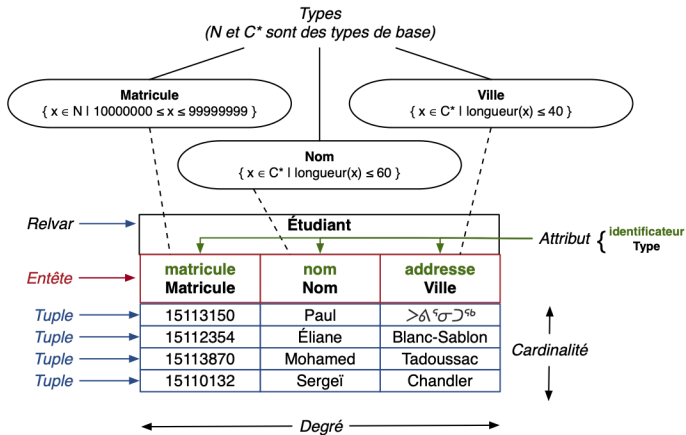 Types
(N et C* sont des types de base)
Matricule
{ x ∈ N | 10000000 ≤ x ≤ 99999999 }
Ville
{ x ∈ C* | longueur(x) ≤ 40 }
Nom
{ x ∈ C* | longueur(x) ≤ 60 }
Relvar
Étudiant
Attribut { identificateur
Type
Entête
matricule nom addresse
Matricule Nom Ville
Tuple 15113150 Paul ᐳᕕᕐᓂᑐᖅ
Tuple 15112354 Éliane Blanc-Sablon
Tuple 15113870 Mohamed Tadoussac
Tuple 15110132 Sergeï Chandler
Cardinalité
Degré